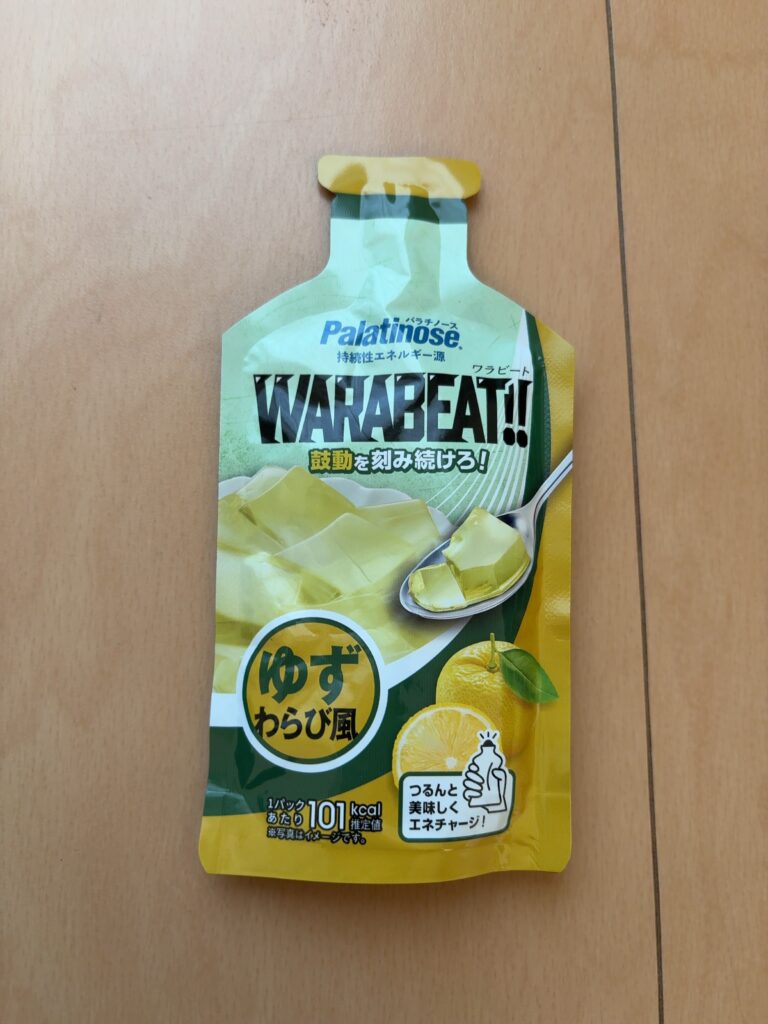 パラチノース
Palatinose®
持続性エネルギー源
ワラビート
WARABEAT!!
鼓動を刻み続けろ!
ゆず
わらび風
つるんと
美味しく
エネチャージ!
1パック
あたり 101 kcal
推定値
※写真はイメージです。